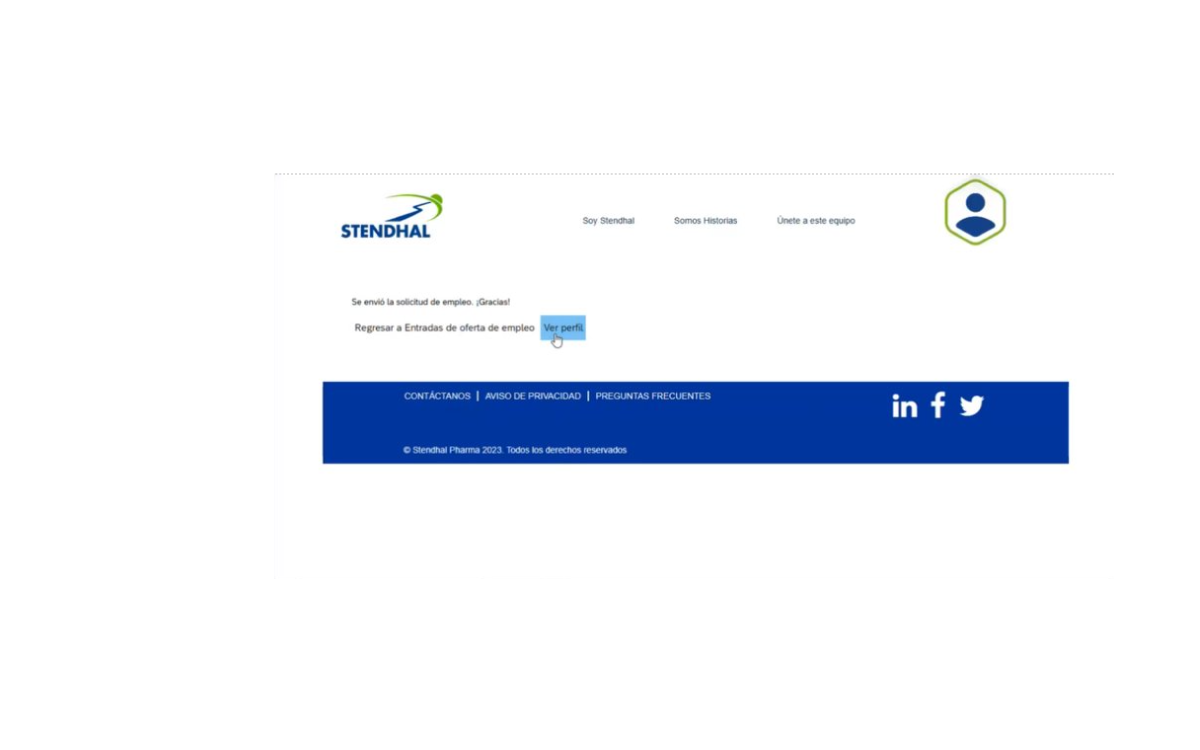 STENDHAL
Soy Stendhal
Somos Historias
Únete a este equipo
Se envió la solicitud de empleo. ¡Gracias!
Regresar a Entradas de oferta de empleo Ver perfil
CONTÁCTANOS | AVISO DE PRIVACIDAD | PREGUNTAS FRECUENTES
in f
© Stendhal Pharma 2023. Todos los derechos reservados